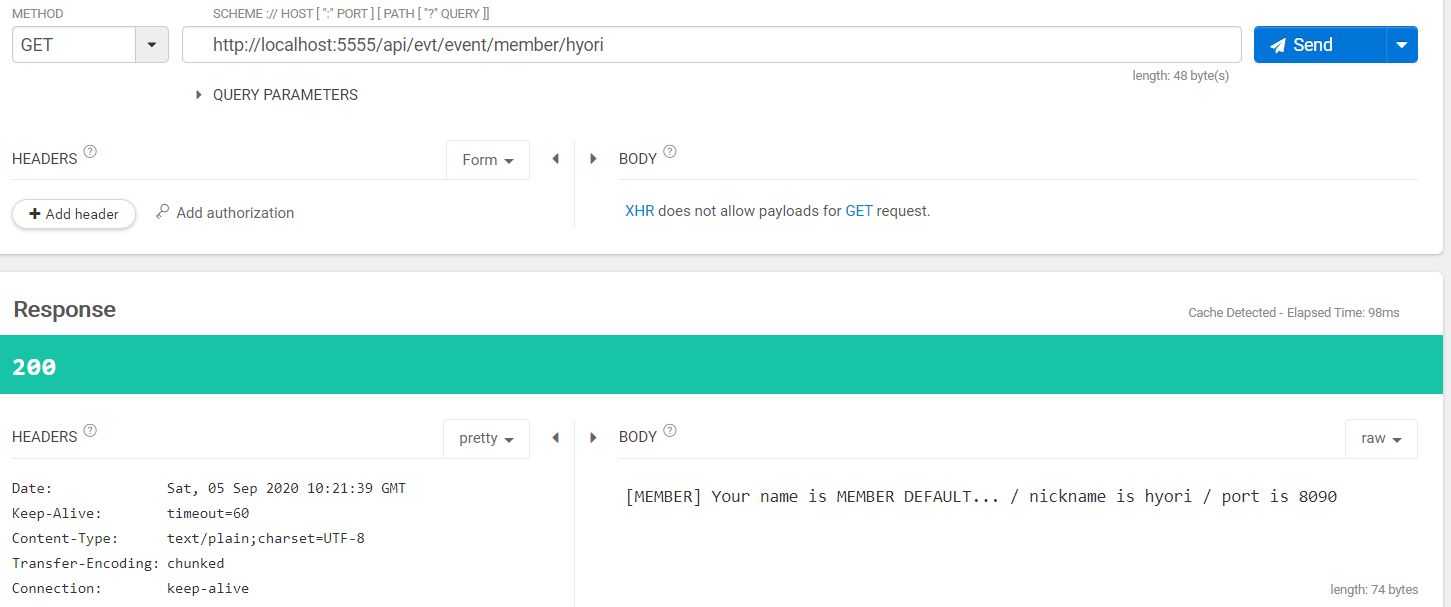 METHOD
SCHEME :// HOST [ ":" PORT ] [ PATH [ "?" QUERY ]]
GET
http://localhost:5555/api/evt/event/member/hyori
Send
length: 48 byte(s)
QUERY PARAMETERS
HEADERS ?
Form
BODY ?
+ Add header
Add authorization
XHR does not allow payloads for GET request.
Response
Cache Detected - Elapsed Time: 98ms
200
HEADERS ?
pretty
BODY ?
raw
Date: Sat, 05 Sep 2020 10:21:39 GMT
Keep-Alive: timeout=60
Content-Type: text/plain;charset=UTF-8
Transfer-Encoding: chunked
Connection: keep-alive
[MEMBER] Your name is MEMBER DEFAULT... / nickname is hyori / port is 8090
length: 74 bytes